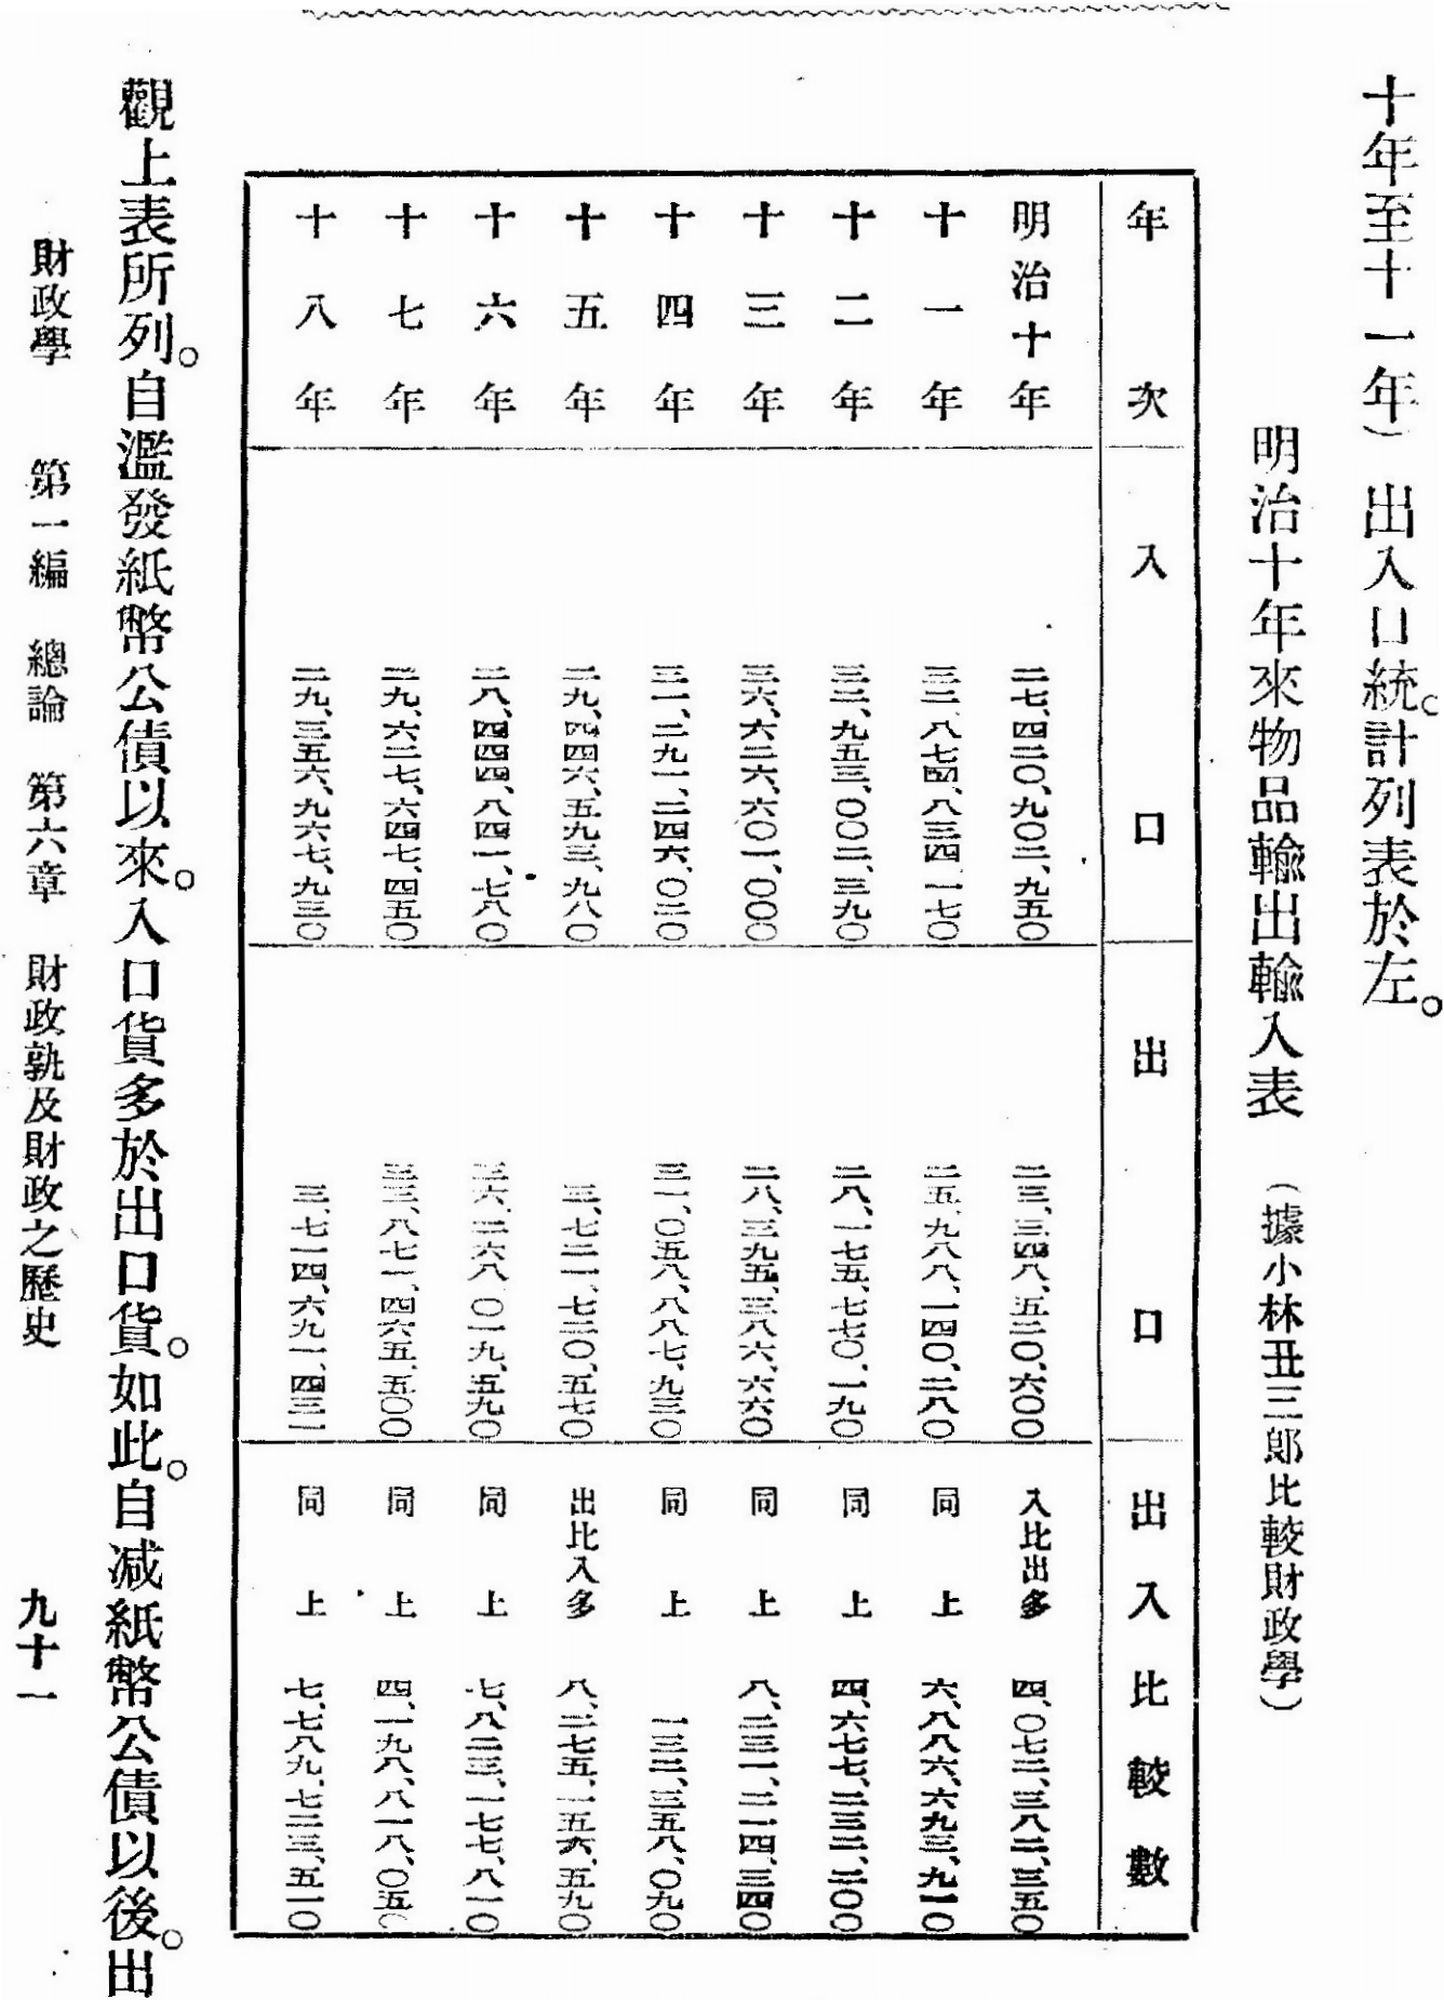 十年至十一年）出入口統。計列表於左。
明治十年來物品輸出輸入表（據小林丑三郎比較財政學）
年次 入口 出口 出入比較數
明治十年 二七、四二〇、九〇二、九五〇 二三、三四八、五二〇、六〇〇 入比出多 四、〇七二、三八二、三五〇
十一年 三二、八七四、八三四、一七〇 二五、九八八、一四〇、二八〇 同上 六、八八六、六九三、九一〇
十二年 三二、九五三、〇〇二、三九〇 二八、一七五、七七〇、一九〇 同上 四、六七七、二三二、二〇〇
十三年 三六、六二六、六〇一、〇〇〇 二八、三九五、三八六、六六〇 同上 八、二三一、二一四、三四〇
十四年 三一、二九一、二四六、〇二〇 三一、〇五八、八八七、九三〇 同上 一三二、三五八、〇九〇
十五年 二九、四四六、五九三、九八〇 三、七二一、七二〇、五七〇 出比入多 八、二七五、一五六、五九〇
十六年 二八、四四四、八四一、七八〇 三六、二六八、〇一九、五九〇 同上 七、八二三、一七七、八一〇
十七年 二九、六二七、六四七、四五〇 三三、八七一、四六五、五〇〇 同上 四、一九八、八一八、〇五〇
十八年 二九、三五六、九六七、九三〇 三、七一四、六九一、四三一 同上 七、七八九、七二三、五一〇
觀上表所列。自濫發紙幣公債以來。入口貨多於出口貨。如此。自減紙幣公債以後。出
財政學 第一編 總論 第六章 財政孰及財政之歷史 九十一